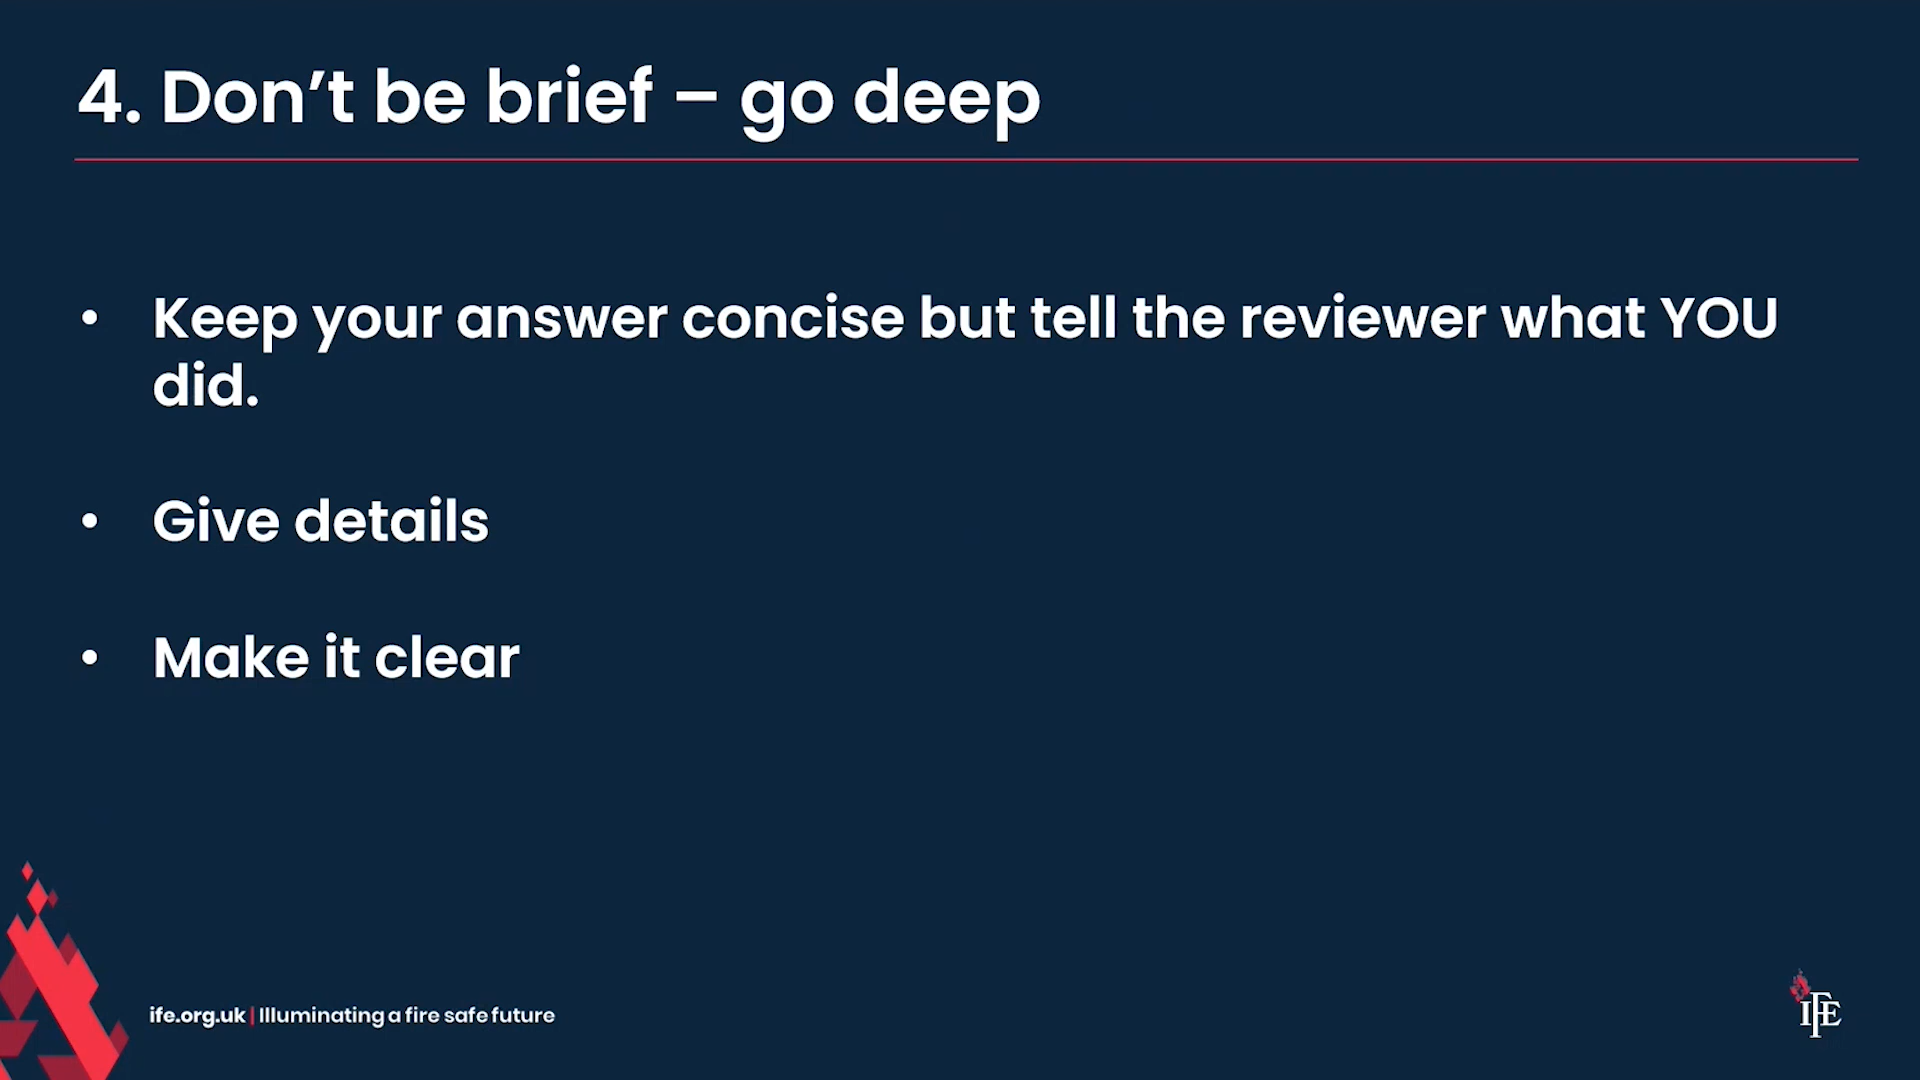 4. Don’t be brief – go deep
• Keep your answer concise but tell the reviewer what YOU
did.
• Give details
• Make it clear
ife.org.uk | Illuminating a fire safe future
IFE